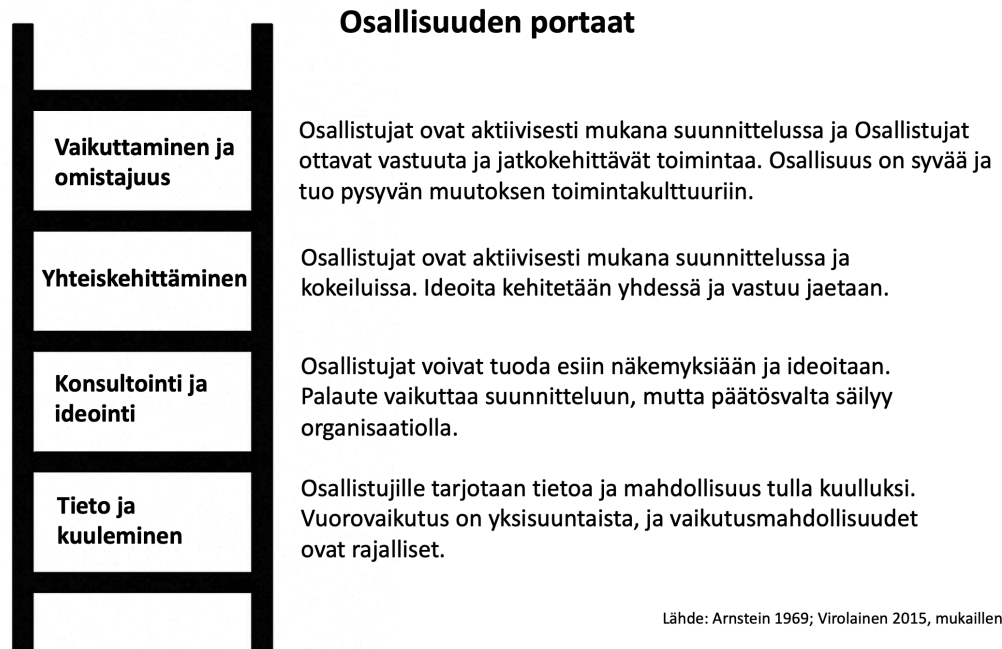 Osallisuuden portaat
Vaikuttaminen ja
omistajuus
Osallistujat ovat aktiivisesti mukana suunnittelussa ja Osallistujat
ottavat vastuuta ja jatkokehittävät toimintaa. Osallisuus on syvää ja
tuo pysyvän muutoksen toimintakulttuuriin.
Yhteiskehittäminen
Osallistujat ovat aktiivisesti mukana suunnittelussa ja
kokeiluissa. Ideoita kehitetään yhdessä ja vastuu jaetaan.
Konsultointi ja
ideointi
Osallistujat voivat tuoda esiin näkemyksiään ja ideoitaan.
Palaute vaikuttaa suunnitteluun, mutta päätösvalta säilyy
organisaatiolla.
Tieto ja
kuuleminen
Osallistujille tarjotaan tietoa ja mahdollisuus tulla kuulluksi.
Vuorovaikutus on yksisuuntaista, ja vaikutusmahdollisuudet
ovat rajalliset.
Lähde: Arnstein 1969; Virolainen 2015, mukaillen